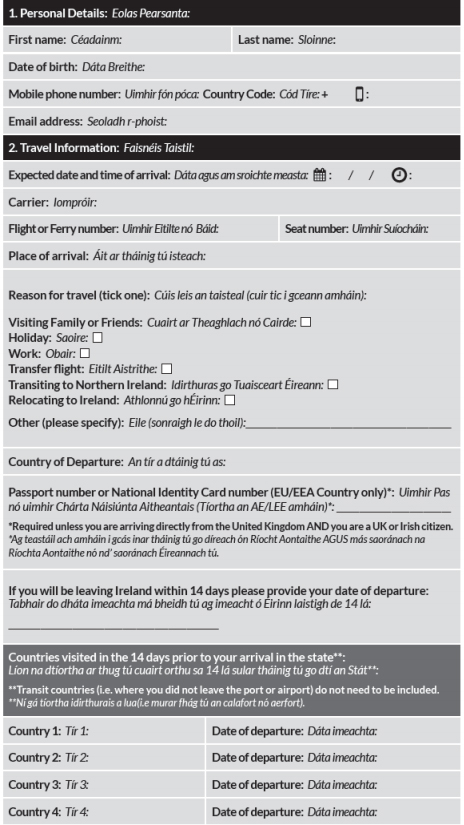 1. Personal Details: Eolas Pearsanta:
First name: Céadainm: Last name: Sloinne:
Date of birth: Dáta Breithe:
Mobile phone number: Uimhir fón póca: Country Code: Cód Tíre: + :
Email address: Seoladh r-phoist:
2. Travel Information: Faisnéis Taistil:
Expected date and time of arrival: Dáta agus am sroichte measta: : / / :
Carrier: Iompróir:
Flight or Ferry number: Uimhir Eitilte nó Báid: Seat number: Uimhir Suíocháin:
Place of arrival: Áit ar tháinig tú isteach:
Reason for travel (tick one): Cúis leis an taisteal (cuir tic i gceann amháin):
Visiting Family or Friends: Cuairt ar Theaghlach nó Cairde:
Holiday: Saoire:
Work: Obair:
Transfer flight: Eitilt Aistrithe:
Transiting to Northern Ireland: Idirthuras go Tuaisceart Éireann:
Relocating to Ireland: Athlonnú go hÉirinn:
Other (please specify): Eile (sonraigh le do thoil):
Country of Departure: An tír a dtáinig tú as:
Passport number or National Identity Card number (EU/EEA Country only)*: Uimhir Pas
nó uimhir Chárta Náisiúnta Aitheantais (Tíortha an AE/LEE amháin)*:
*Required unless you are arriving directly from the United Kingdom AND you are a UK or Irish citizen.
*Ag teastáil ach amháin i gcás inar tháinig tú go díreach ón Ríocht Aontaithe AGUS más saoránach na
Ríochta Aontaithe nó nd' saoránach Éireannach tú.
If you will be leaving Ireland within 14 days please provide your date of departure:
Tabhair do dháta imeachta má bheidh tú ag imeacht ó Éirinn laistigh de 14 lá:
Countries visited in the 14 days prior to your arrival in the state**:
Líon na dtíortha ar thug tú cuairt orthu sa 14 lá sular tháinig tú go dtí an Stát**:
**Transit countries (i.e. where you did not leave the port or airport) do not need to be included.
**Ní gá tíortha idirthurais a lua(i.e murar fhág tú an calafort nó aerfort).
Country 1: Tír 1: Date of departure: Dáta imeachta:
Country 2: Tír 2: Date of departure: Dáta imeachta:
Country 3: Tír 3: Date of departure: Dáta imeachta:
Country 4: Tír 4: Date of departure: Dáta imeachta: